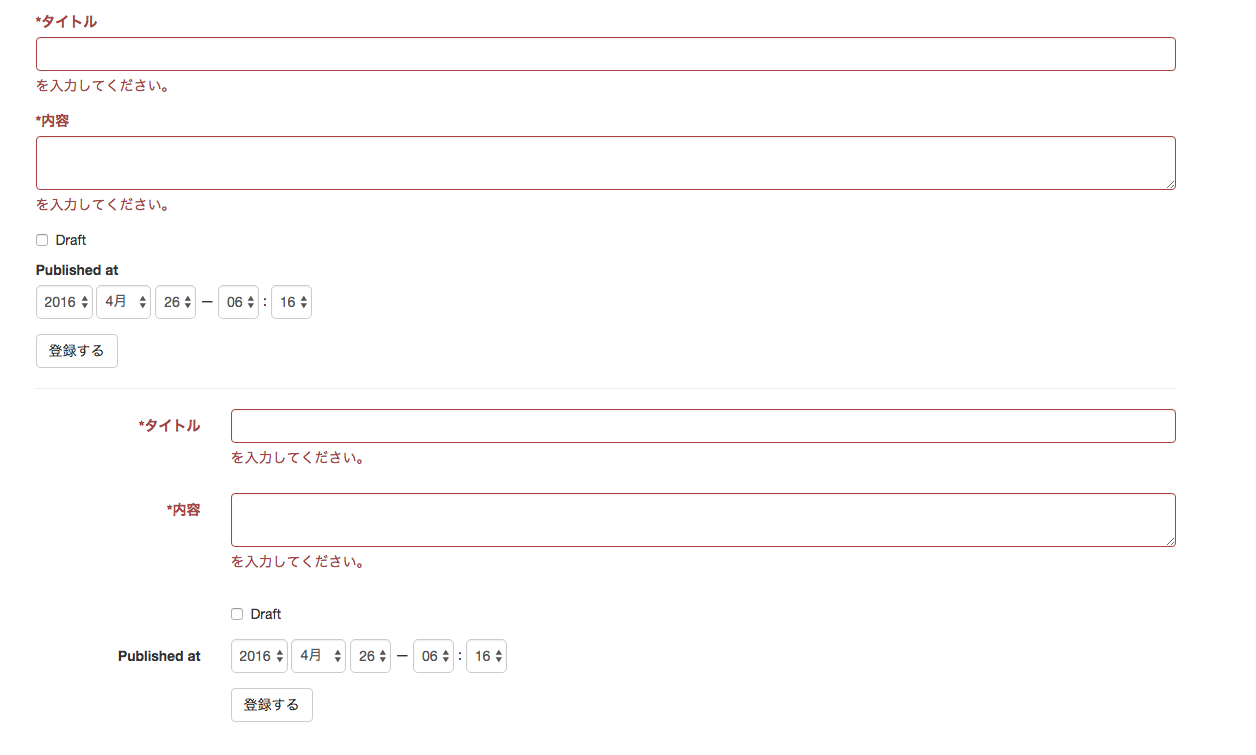 *タイトル
を入力してください。
*内容
を入力してください。
Draft
Published at
2016 4月 26 — 06 : 16
登録する
*タイトル
を入力してください。
*内容
を入力してください。
Draft
Published at 2016 4月 26 — 06 : 16
登録する